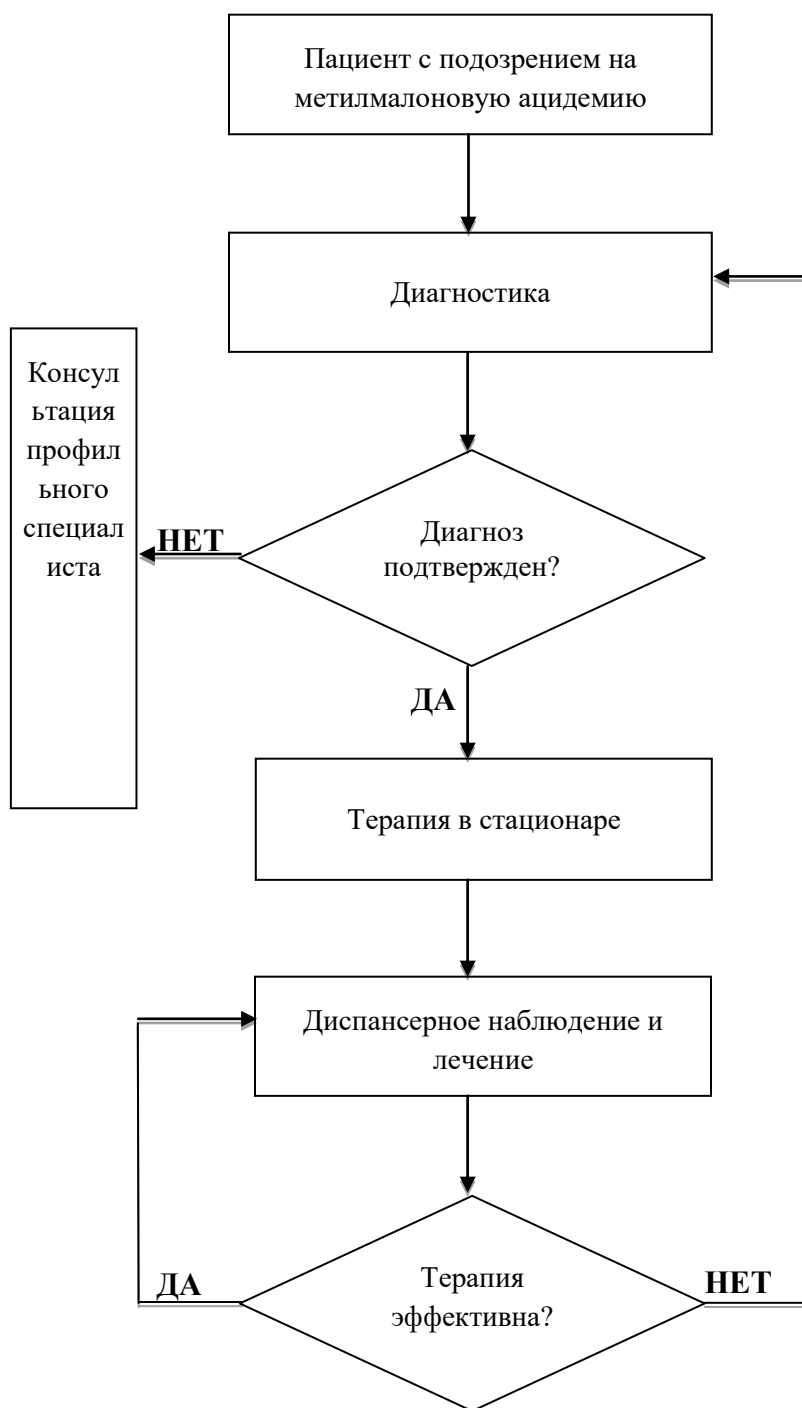 Пациент с подозрением на
метилмалоновую ацидемию
Диагностика
Консул
ьтация
профил
ьного
специал
иста
НЕТ
Диагноз
подтвержден?
ДА
Терапия в стационаре
Диспансерное наблюдение и
лечение
ДА
Терапия
эффективна?
НЕТ